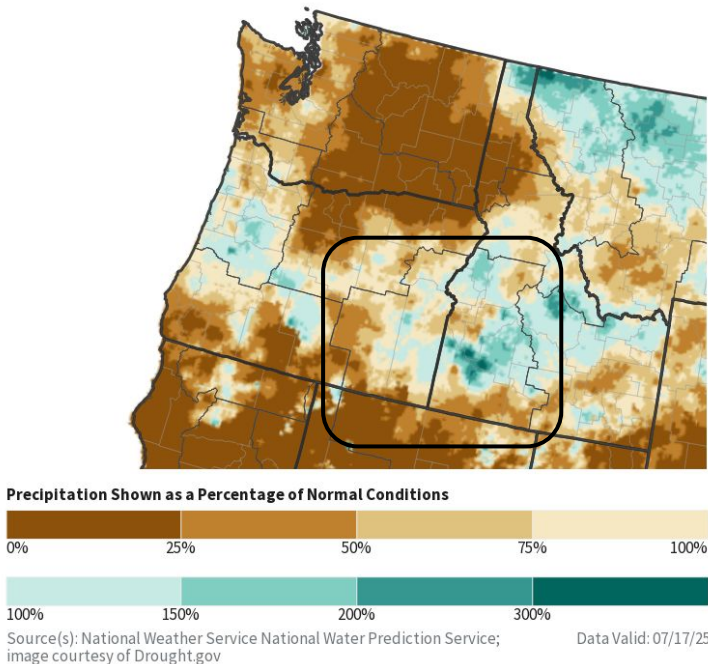 Precipitation Shown as a Percentage of Normal Conditions
0% 25% 50% 75% 100%
100% 150% 200% 300%
Source(s): National Weather Service National Water Prediction Service; Data Valid: 07/17/25
image courtesy of Drought.gov